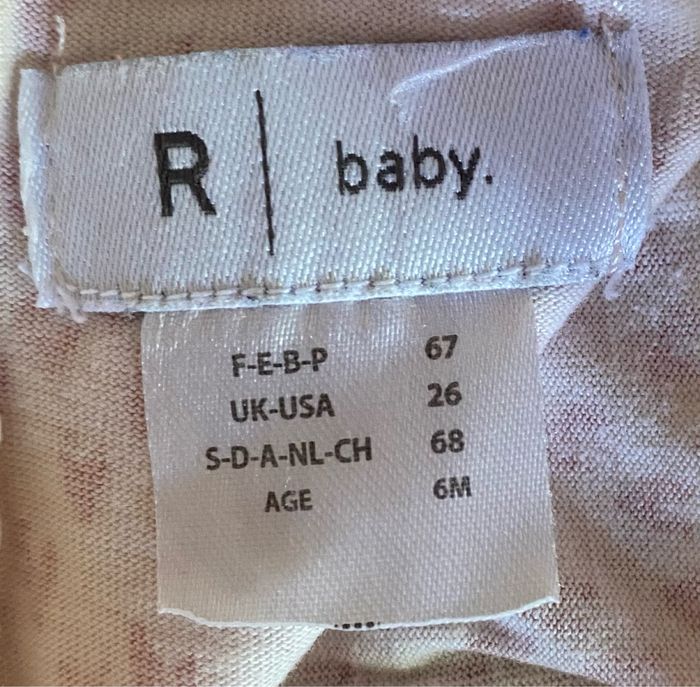 R | baby.
F-E-B-P 67
UK-USA 26
S-D-A-NL-CH 68
AGE 6M